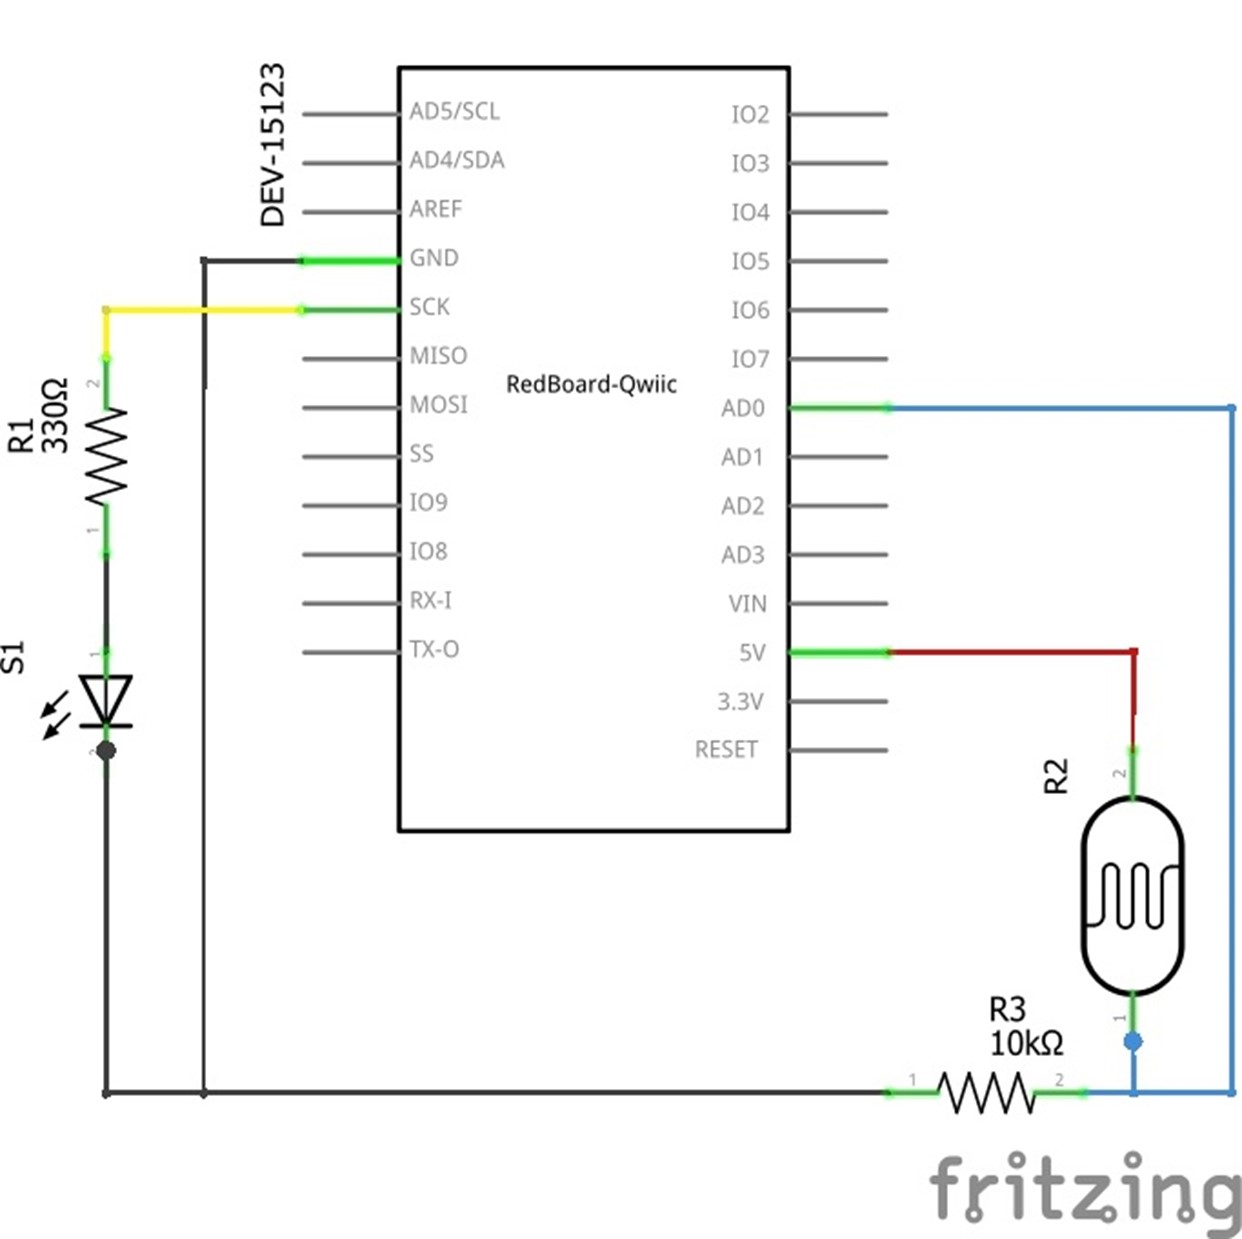 DEV-15123
AD5/SCL
AD4/SDA
AREF
GND
SCK
MISO
MOSI
SS
IO9
IO8
RX-I
TX-O
RedBoard-Qwiic
IO2
IO3
IO4
IO5
IO6
IO7
AD0
AD1
AD2
AD3
VIN
5V
3.3V
RESET
R1
330Ω
2
1
S1
1
2
R2
2
1
R3
10kΩ
1
2
fritzing